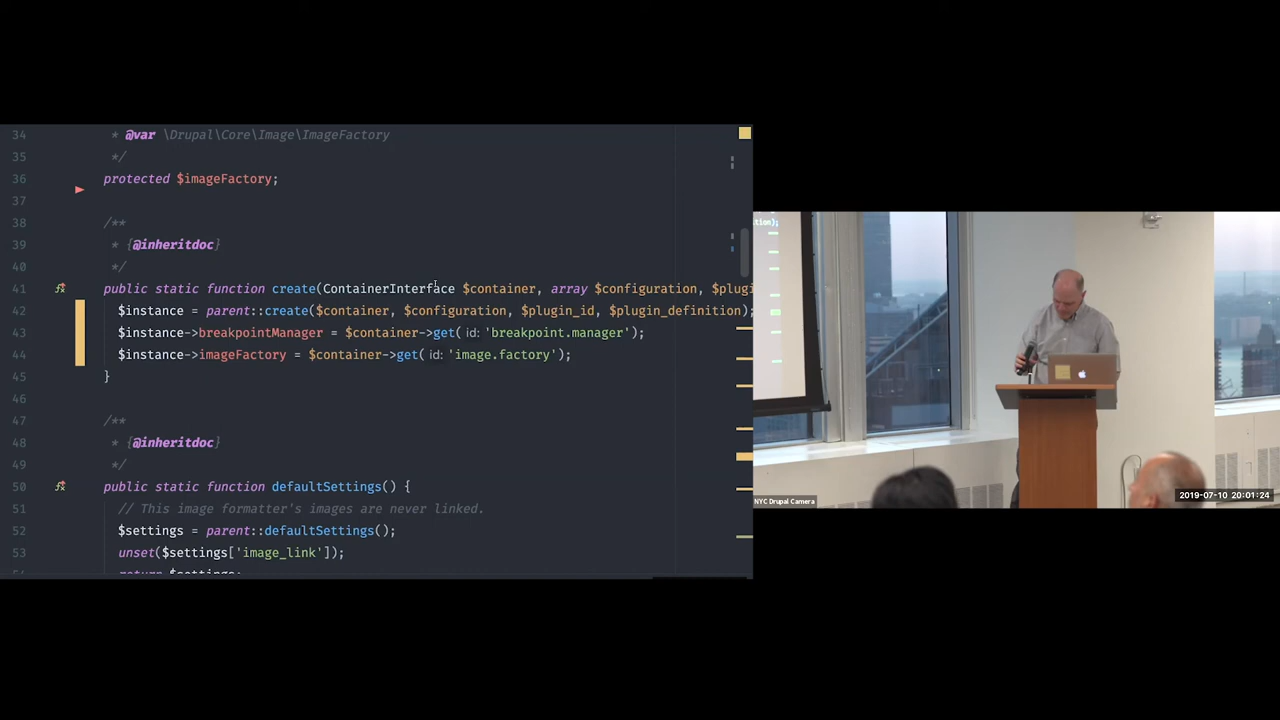 34 * @var \Drupal\Core\Image\ImageFactory
35 */
36 protected $imageFactory;
37
38 /**
39 * {@inheritdoc}
40 */
41 public static function create(ContainerInterface $container, array $configuration, $plugi
42 $instance = parent::create($container, $configuration, $plugin_id, $plugin_definition);
43 $instance->breakpointManager = $container->get( id: 'breakpoint.manager');
44 $instance->imageFactory = $container->get( id: 'image.factory');
45 }
46
47 /**
48 * {@inheritdoc}
49 */
50 public static function defaultSettings() {
51 // This image formatter's images are never linked.
52 $settings = parent::defaultSettings();
53 unset($settings['image_link']);
return $settings;
ition);
NYC Drupal Camera
2019-07-10 20:01:24